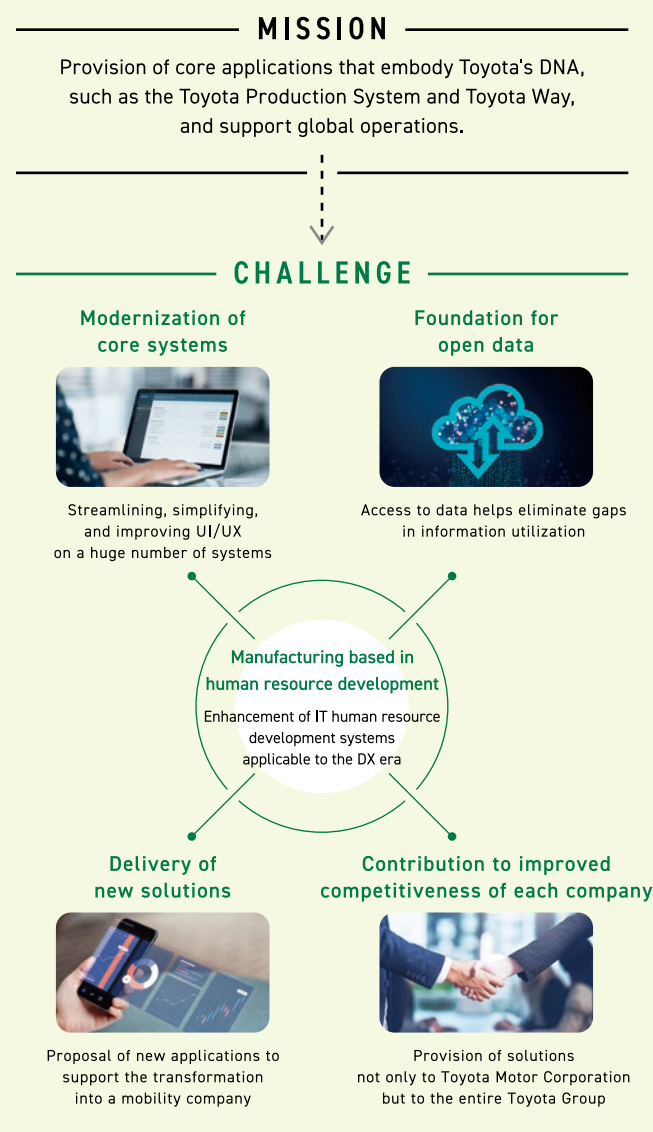 MISSION
Provision of core applications that embody Toyota's DNA,
such as the Toyota Production System and Toyota Way,
and support global operations.
CHALLENGE
Modernization of
core systems
Streamlining, simplifying,
and improving UI/UX
on a huge number of systems
Foundation for
open data
Access to data helps eliminate gaps
in information utilization
Manufacturing based in
human resource development
Enhancement of IT human resource
development systems
applicable to the DX era
Delivery of
new solutions
Proposal of new applications to
support the transformation
into a mobility company
Contribution to improved
competitiveness of each company
Provision of solutions
not only to Toyota Motor Corporation
but to the entire Toyota Group